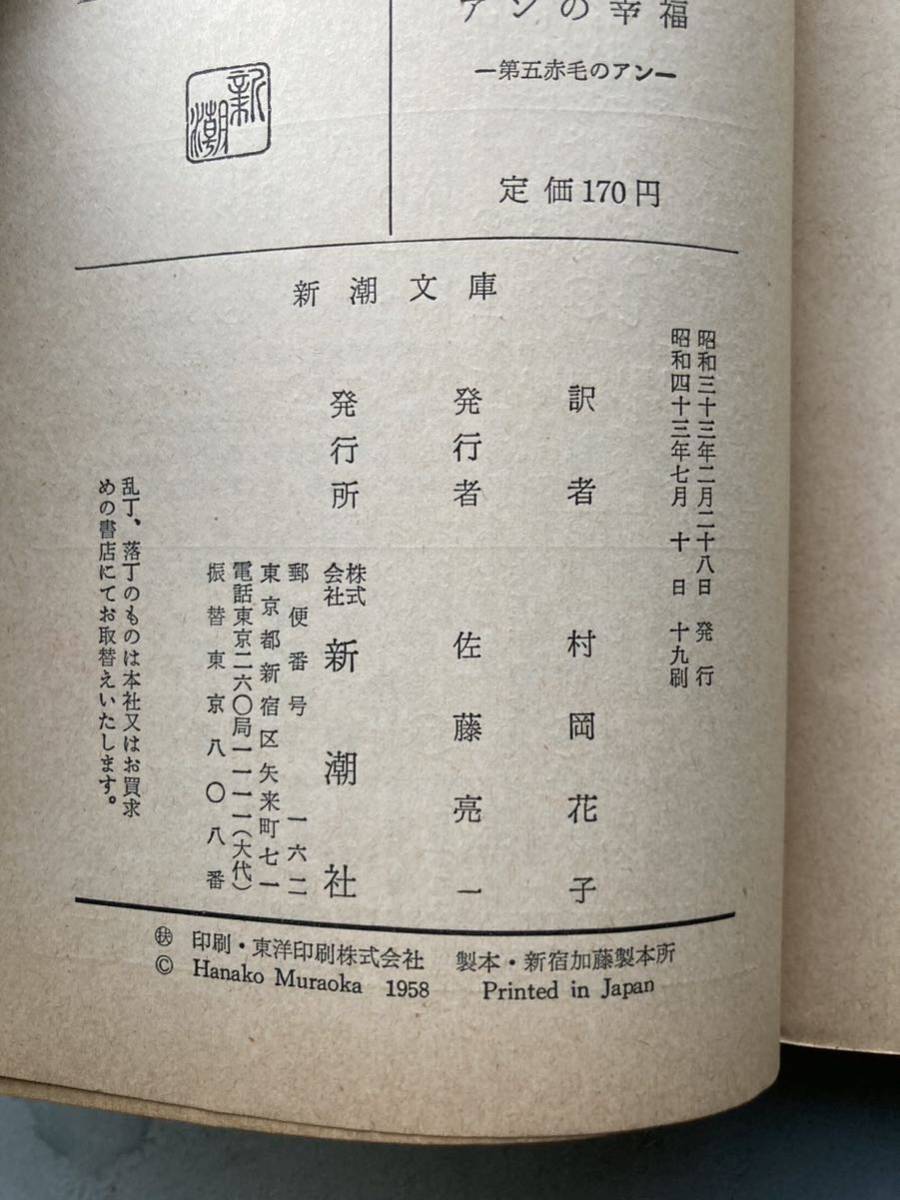 アンの幸福
―第五赤毛のアン―
新潮
定価170円
新潮文庫
昭和三十三年二月二十八日 発行
昭和四十三年七月 十 日 十九刷
訳者 村岡花子
発行者 佐藤亮一
発行所 株式会社 新潮社
郵便番号 一六二
東京都新宿区矢来町七一
電話東京二六〇局一一一一(大代)
振替東京八〇八番
乱丁、落丁のものは本社又はお買求
めの書店にてお取替えいたします。
㊫ 印刷・東洋印刷株式会社 製本・新宿加藤製本所
© Hanako Muraoka 1958 Printed in Japan